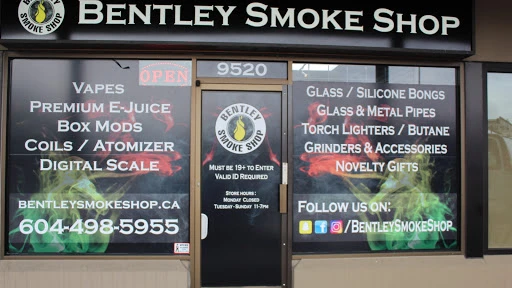 BENTLEY SMOKE SHOP
BENTLEY
SMOKE SHOP
OPEN
9520
VAPES
PREMIUM E-JUICE
BOX MODS
COILS / ATOMIZER
DIGITAL SCALE
BENTLEYSMOKESHOP.CA
604-498-5955
BENTLEY
SMOKE SHOP
MUST BE 19+ TO ENTER
VALID ID REQUIRED
STORE HOURS:
MONDAY CLOSED
TUESDAY-SUNDAY 11-7PM
GLASS / SILICONE BONGS
GLASS & METAL PIPES
TORCH LIGHTERS / BUTANE
GRINDERS & ACCESSORIES
NOVELTY GIFTS
FOLLOW US ON:
/BENTLEYSMOKESHOP